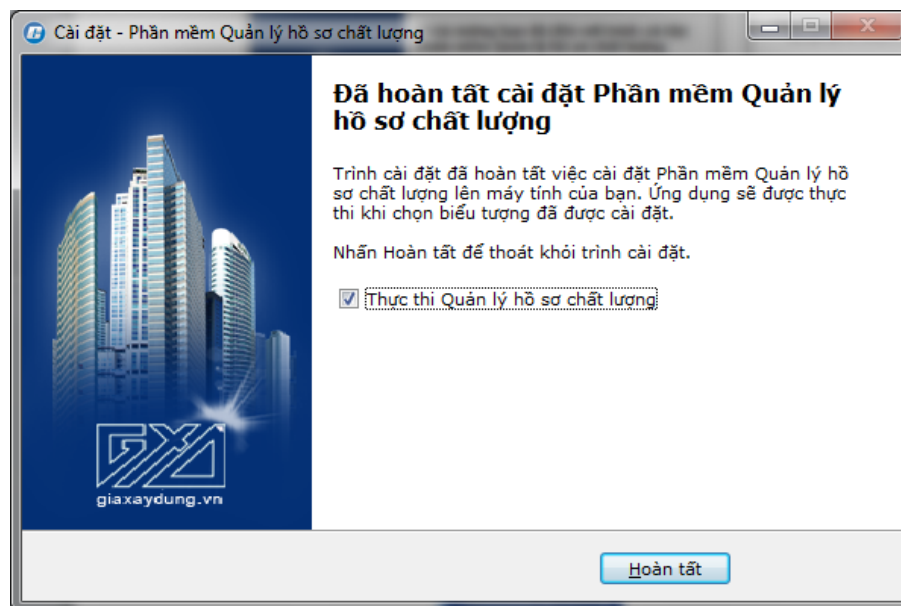 Cài đặt - Phần mềm Quản lý hồ sơ chất lượng
Đã hoàn tất cài đặt Phần mềm Quản lý
hồ sơ chất lượng
Trình cài đặt đã hoàn tất việc cài đặt Phần mềm Quản lý hồ
sơ chất lượng lên máy tính của bạn. Ứng dụng sẽ được thực
thi khi chọn biểu tượng đã được cài đặt.
Nhấn Hoàn tất để thoát khỏi trình cài đặt.
Thực thi Quản lý hồ sơ chất lượng
GXD
giaxaydung.vn
Hoàn tất